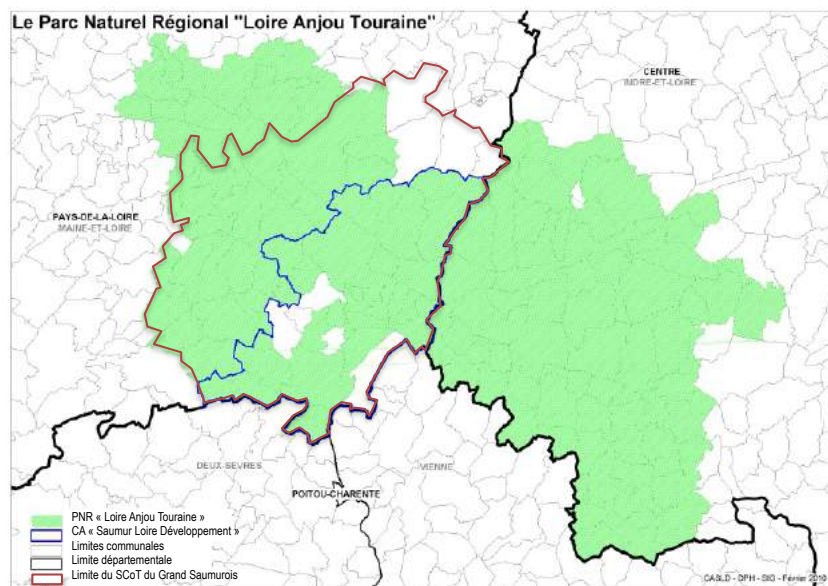 Le Parc Naturel Régional "Loire Anjou Touraine"
CENTRE
INDRE-ET-LOIRE
PAYS-DE-LA-LOIRE
MAINE-ET-LOIRE
DEUX-SEVRES
VIENNE
POITOU-CHARENTE
PNR « Loire Anjou Touraine »
CA « Saumur Loire Développement »
Limites communales
Limite départementale
Limite du SCoT du Grand Saumurois
CASLD - DPH - SIG - Février